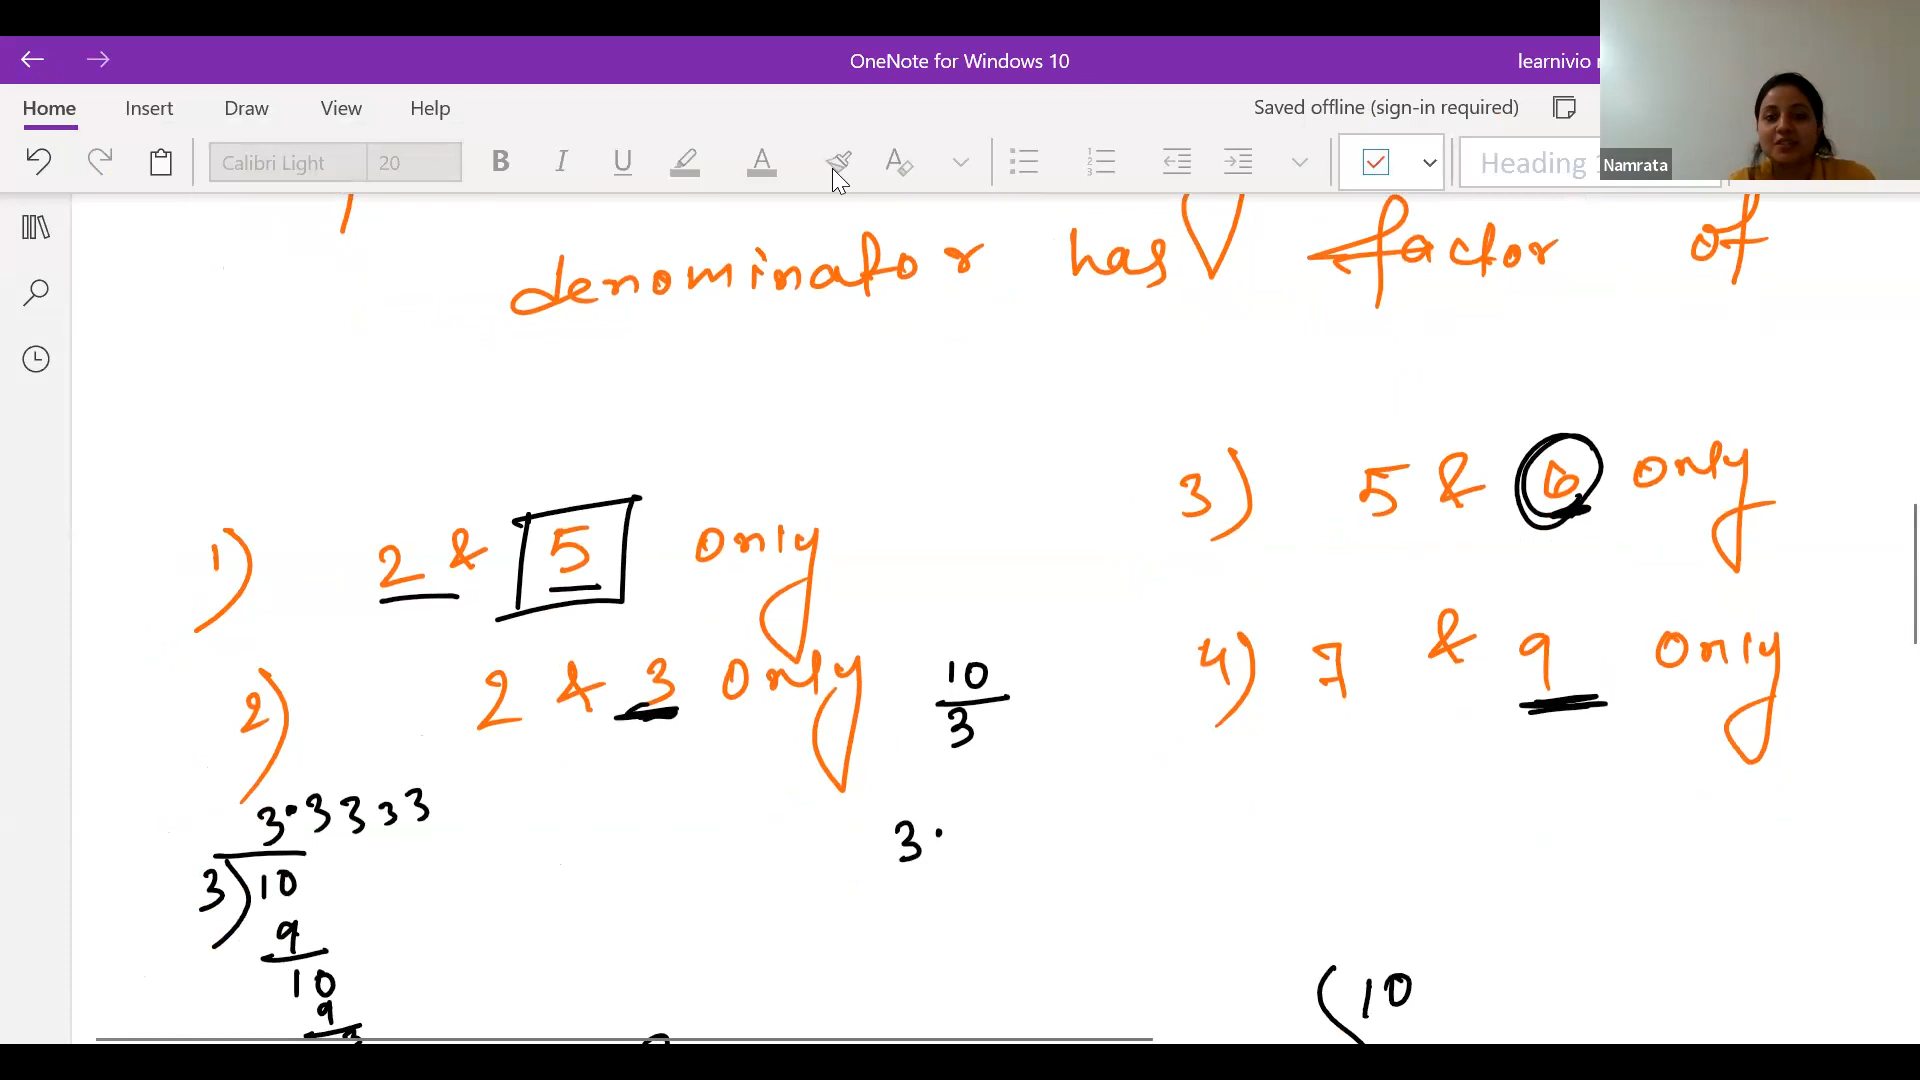 OneNote for Windows 10
learnivio
Home Insert Draw View Help
Saved offline (sign-in required)
Calibri Light 20
B I U A A
Heading
Namrata
denominator has factor of
1) 2 & 5 only
2) 2 & 3 only
3) 5 & 6 only
4) 7 & 9 only
10
3
3.
3.3333
3)10
9
10
9
10